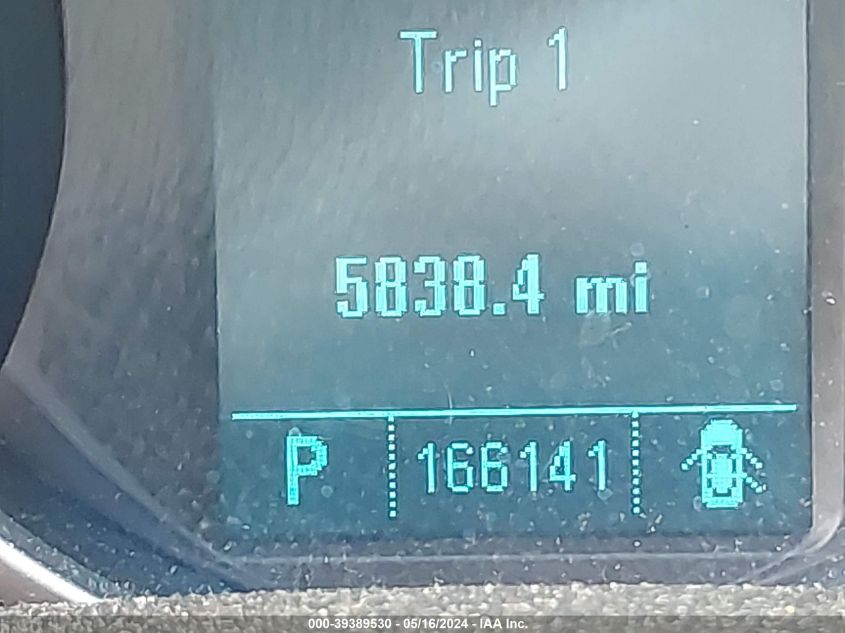 Trip 1
5838.4 mi
P 166141
000-39389530 - 05/16/2024 - IAA Inc.